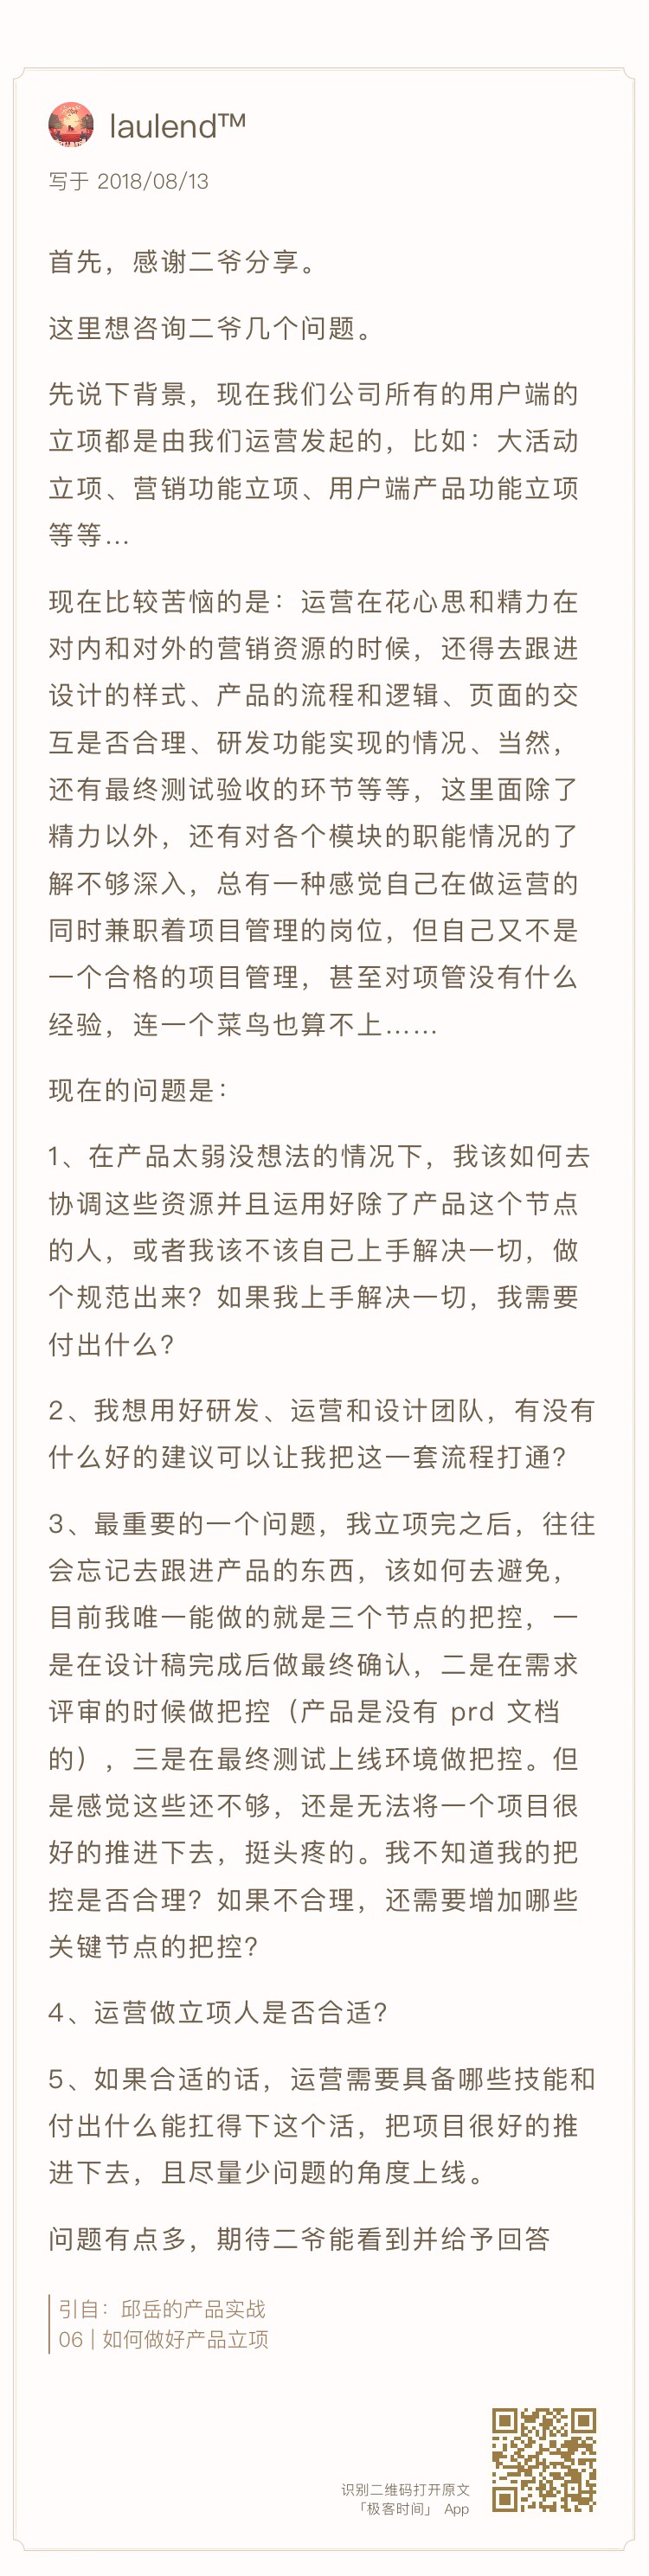 laulend™
写于 2018/08/13
首先，感谢二爷分享。
这里想咨询二爷几个问题。
先说下背景，现在我们公司所有的用户端的
立项都是由我们运营发起的，比如：大活动
立项、营销功能立项、用户端产品功能立项
等等...
现在比较苦恼的是：运营在花心思和精力在
对内和对外的营销资源的时候，还得去跟进
设计的样式、产品的流程和逻辑、页面的交
互是否合理、研发功能实现的情况、当然，
还有最终测试验收的环节等等，这里面除了
精力以外，还有对各个模块的职能情况的了
解不够深入，总有一种感觉自己在做运营的
同时兼职着项目管理的岗位，但自己又不是
一个合格的项目管理，甚至对项管没有什么
经验，连一个菜鸟也算不上……
现在的问题是：
1、在产品太弱没想法的情况下，我该如何去
协调这些资源并且运用好除了产品这个节点
的人，或者我该不该自己上手解决一切，做
个规范出来？如果我上手解决一切，我需要
付出什么？
2、我想用好研发、运营和设计团队，有没有
什么好的建议可以让我把这一套流程打通？
3、最重要的一个问题，我立项完之后，往往
会忘记去跟进产品的东西，该如何去避免，
目前我唯一能做的就是三个节点的把控，一
是在设计稿完成后做最终确认，二是在需求
评审的时候做把控（产品是没有 prd 文档
的），三是在最终测试上线环境做把控。但
是感觉这些还不够，还是无法将一个项目很
好的推进下去，挺头疼的。我不知道我的把
控是否合理？如果不合理，还需要增加哪些
关键节点的把控？
4、运营做立项人是否合适？
5、如果合适的话，运营需要具备哪些技能和
付出什么能扛得下这个活，把项目很好的推
进下去，且尽量少问题的角度上线。
问题有点多，期待二爷能看到并给予回答
引自：邱岳的产品实战
06 | 如何做好产品立项
识别二维码打开原文
「极客时间」 App